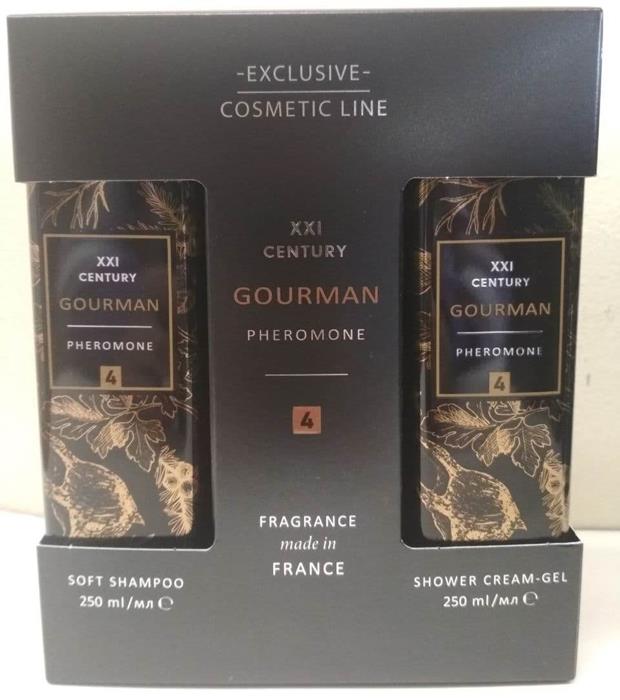 -EXCLUSIVE-
COSMETIC LINE
XXI
CENTURY
GOURMAN
PHEROMONE
4
XXI
CENTURY
GOURMAN
PHEROMONE
4
XXI
CENTURY
GOURMAN
PHEROMONE
4
FRAGRANCE
made in
FRANCE
SOFT SHAMPOO
250 ml/мл ℮
SHOWER CREAM-GEL
250 ml/мл ℮